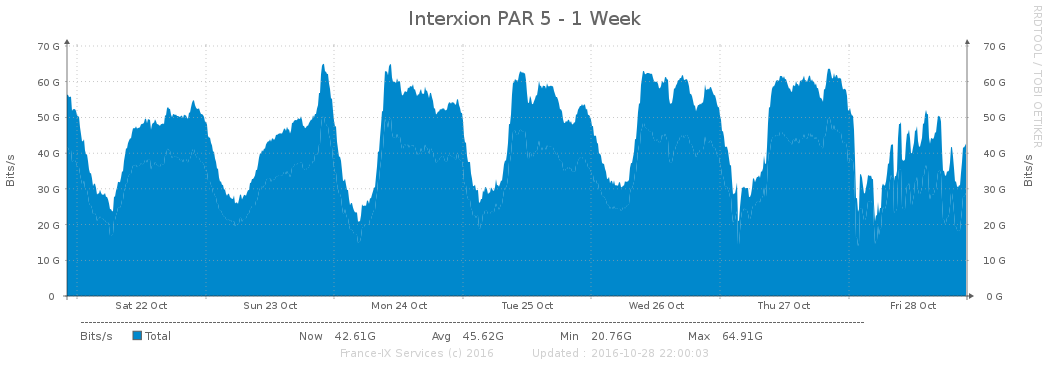 Interxion PAR 5 - 1 Week
RRDTOOL / TOBI OETIKER
Bits/s
70 G
60 G
50 G
40 G
30 G
20 G
10 G
0
70 G
60 G
50 G
40 G
30 G
20 G
10 G
0 G
Bits/s
Sat 22 Oct Sun 23 Oct Mon 24 Oct Tue 25 Oct Wed 26 Oct Thu 27 Oct Fri 28 Oct
Bits/s Total Now 42.61G Avg 45.62G Min 20.76G Max 64.91G
France-IX Services (c) 2016 Updated : 2016-10-28 22:00:03